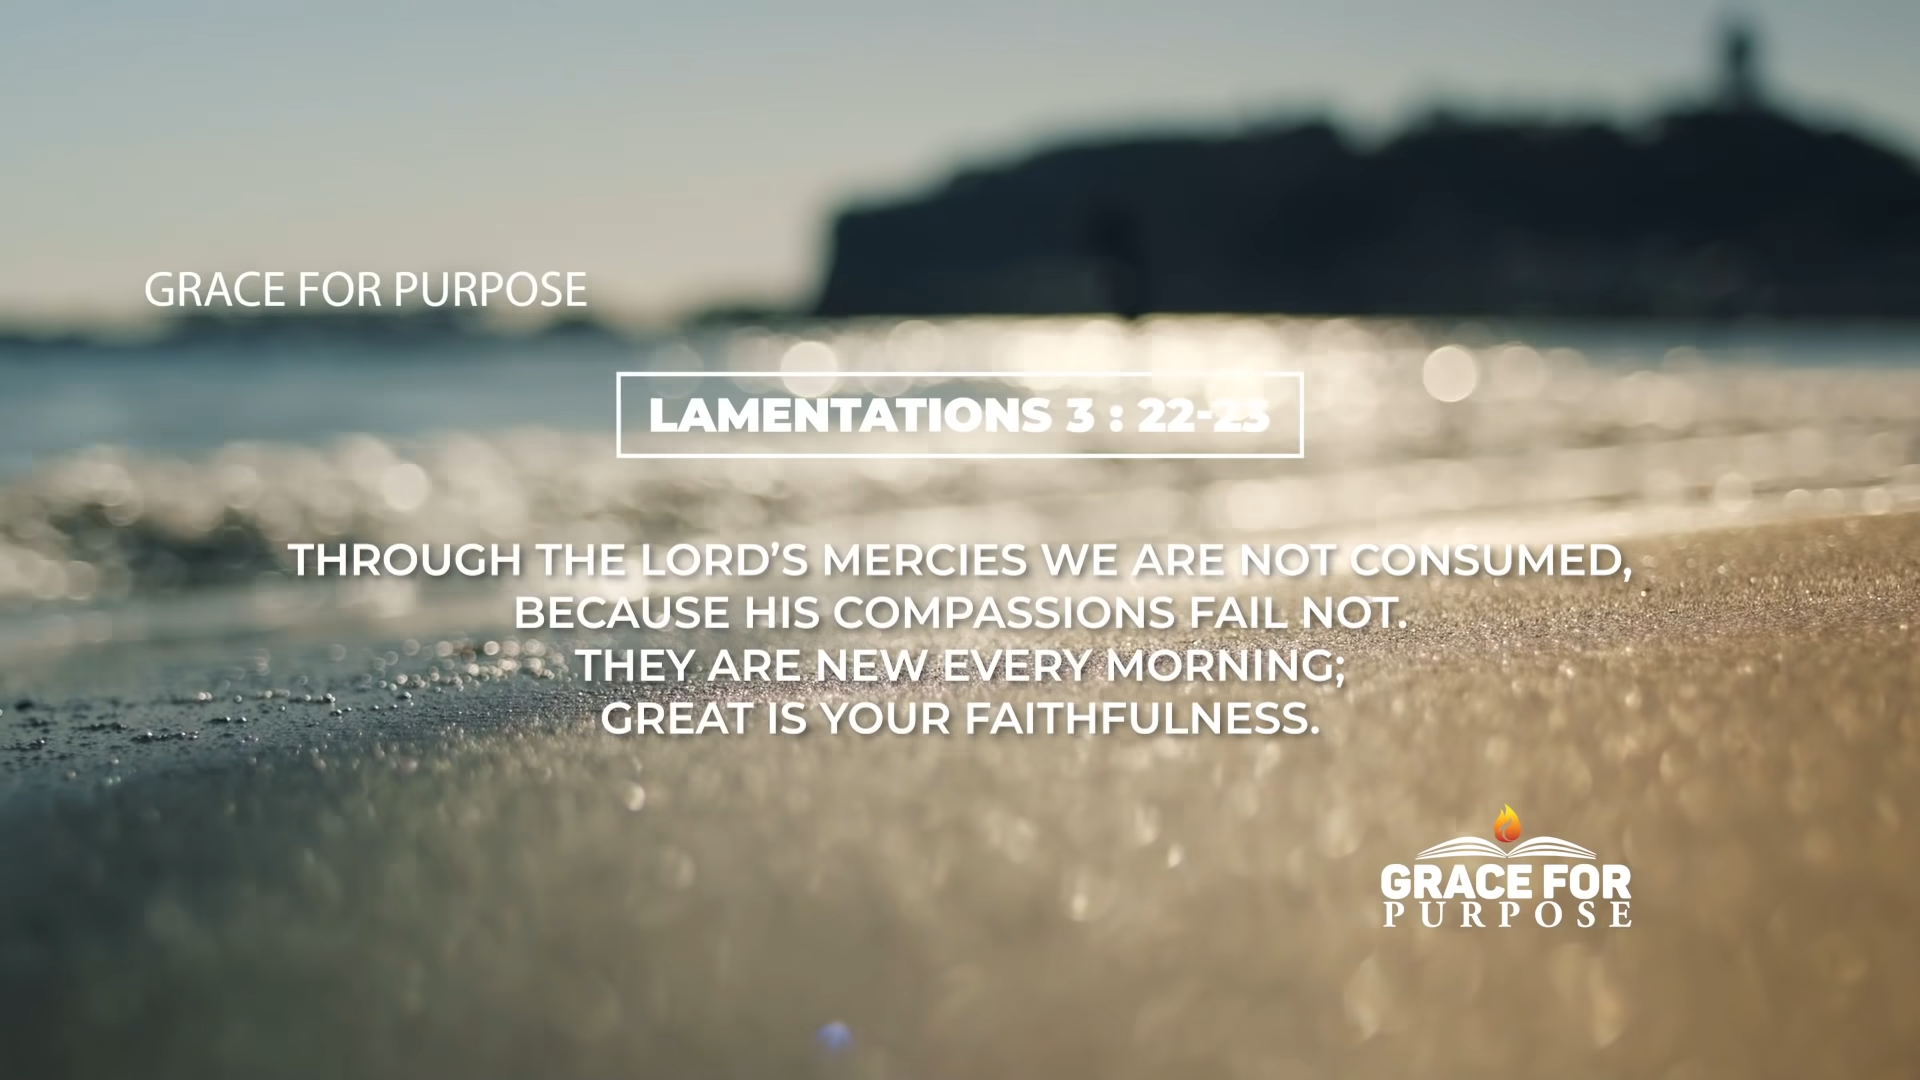 GRACE FOR PURPOSE
LAMENTATIONS 3 : 22-23
THROUGH THE LORD’S MERCIES WE ARE NOT CONSUMED,
BECAUSE HIS COMPASSIONS FAIL NOT.
THEY ARE NEW EVERY MORNING;
GREAT IS YOUR FAITHFULNESS.
GRACE FOR
PURPOSE